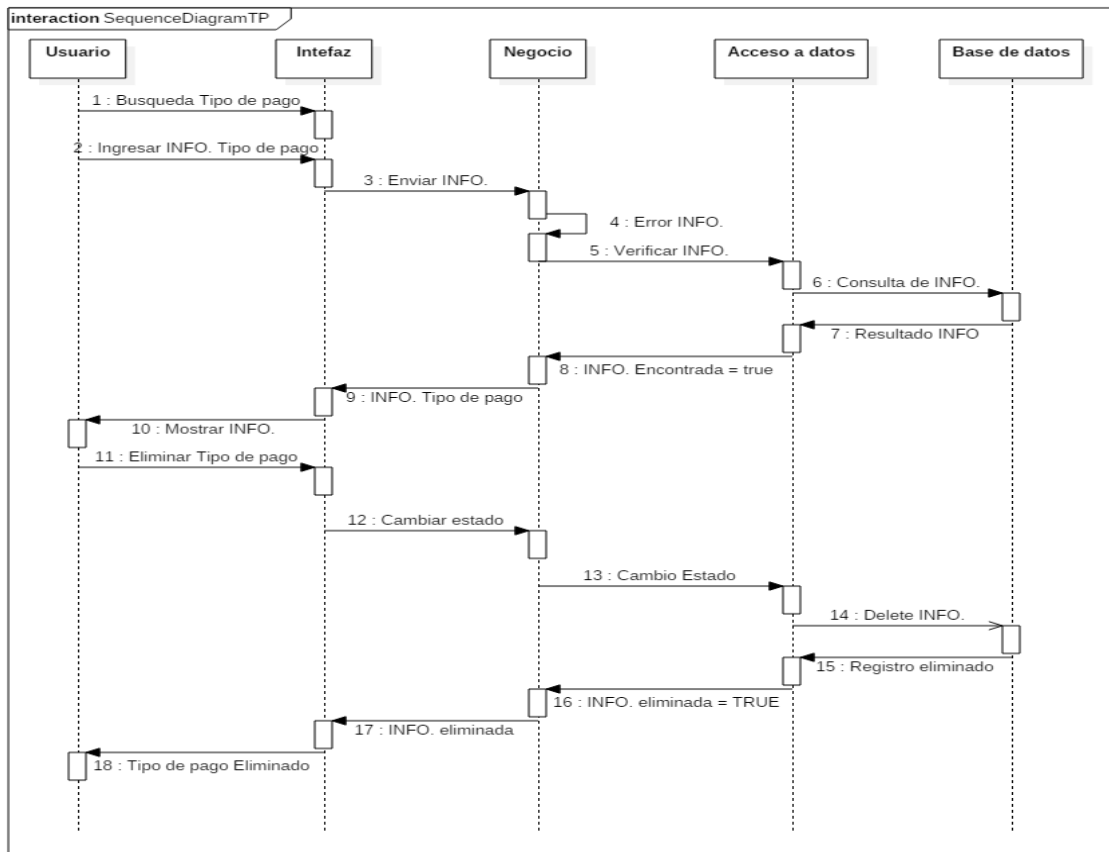 interaction SequenceDiagramTP
Usuario
Intefaz
Negocio
Acceso a datos
Base de datos
1 : Busqueda Tipo de pago
2 : Ingresar INFO. Tipo de pago
3 : Enviar INFO.
4 : Error INFO.
5 : Verificar INFO.
6 : Consulta de INFO.
7 : Resultado INFO
8 : INFO. Encontrada = true
9 : INFO. Tipo de pago
10 : Mostrar INFO.
11 : Eliminar Tipo de pago
12 : Cambiar estado
13 : Cambio Estado
14 : Delete INFO.
15 : Registro eliminado
16 : INFO. eliminada = TRUE
17 : INFO. eliminada
18 : Tipo de pago Eliminado